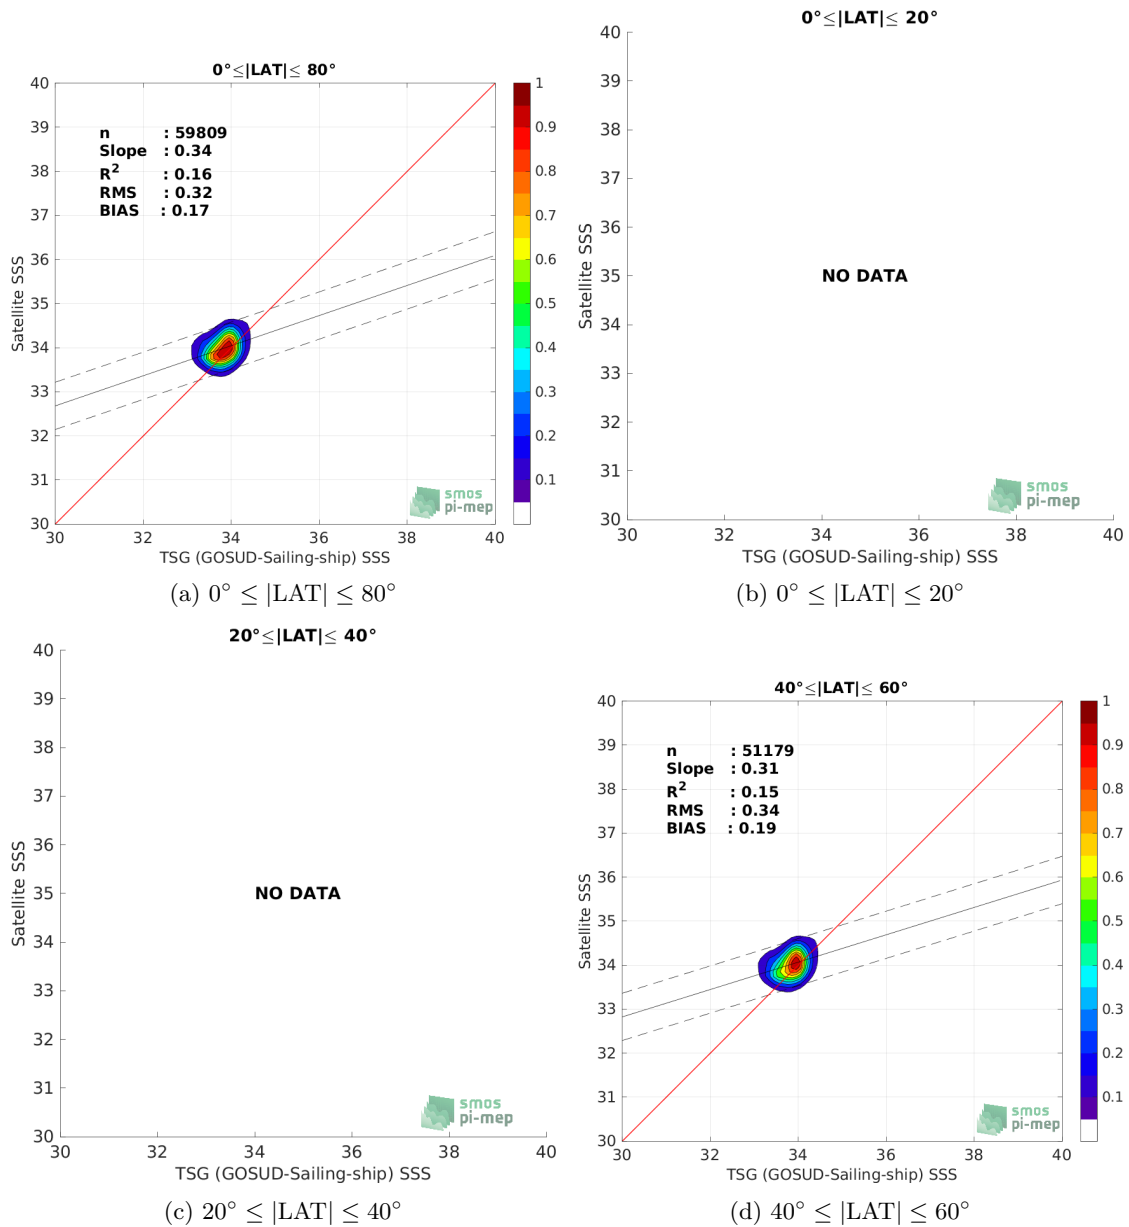 0°≤|LAT|≤ 80°
40
39
38
37
36
35
34
33
32
31
30
Satellite SSS
n : 59809
Slope : 0.34
R² : 0.16
RMS : 0.32
BIAS : 0.17
smos
pi-mep
30 32 34 36 38 40
TSG (GOSUD-Sailing-ship) SSS
1
0.9
0.8
0.7
0.6
0.5
0.4
0.3
0.2
0.1
(a) 0° ≤ |LAT| ≤ 80°
0°≤|LAT|≤ 20°
40
39
38
37
36
35
34
33
32
31
30
Satellite SSS
NO DATA
smos
pi-mep
30 32 34 36 38 40
TSG (GOSUD-Sailing-ship) SSS
(b) 0° ≤ |LAT| ≤ 20°
20°≤|LAT|≤ 40°
40
39
38
37
36
35
34
33
32
31
30
Satellite SSS
NO DATA
smos
pi-mep
30 32 34 36 38 40
TSG (GOSUD-Sailing-ship) SSS
(c) 20° ≤ |LAT| ≤ 40°
40°≤|LAT|≤ 60°
40
39
38
37
36
35
34
33
32
31
30
Satellite SSS
n : 51179
Slope : 0.31
R² : 0.15
RMS : 0.34
BIAS : 0.19
smos
pi-mep
30 32 34 36 38 40
TSG (GOSUD-Sailing-ship) SSS
1
0.9
0.8
0.7
0.6
0.5
0.4
0.3
0.2
0.1
(d) 40° ≤ |LAT| ≤ 60°